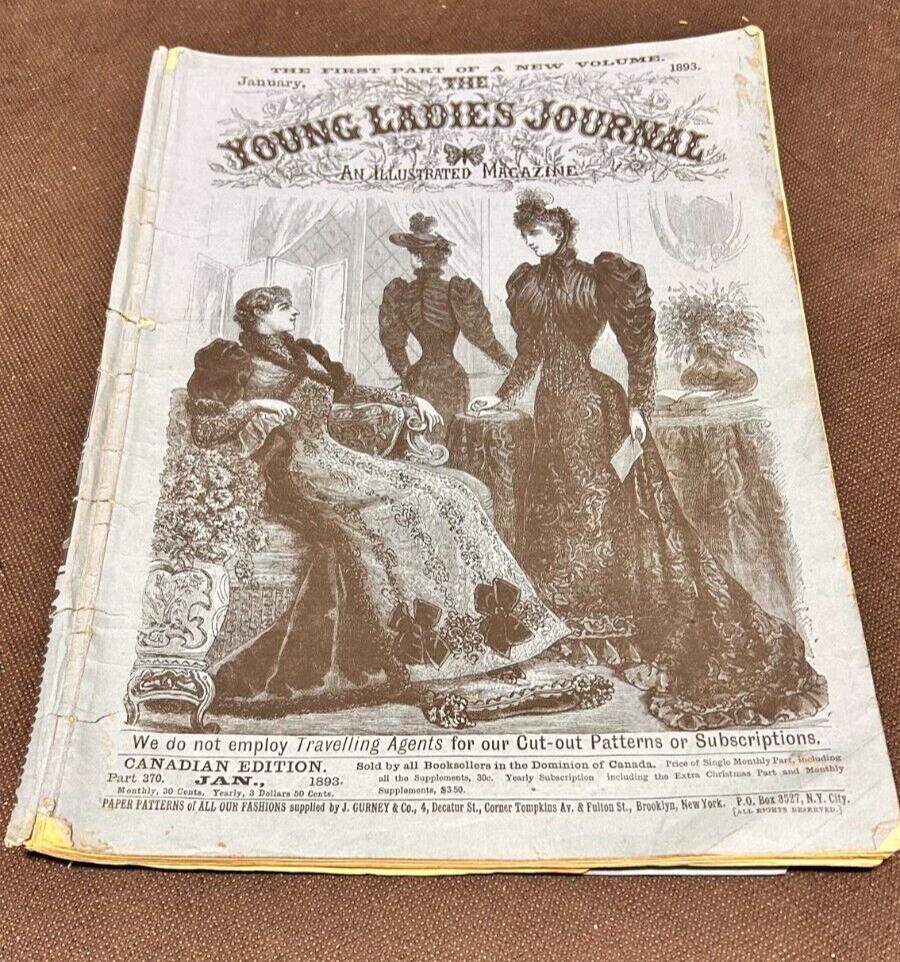 THE FIRST PART OF A NEW VOLUME.
January, 1893.
THE
YOUNG LADIES JOURNAL
AN ILLUSTRATED MAGAZINE
We do not employ Travelling Agents for our Cut-out Patterns or Subscriptions.
CANADIAN EDITION.
Part 370. JAN., 1893.
Monthly, 30 Cents. Yearly, 3 Dollars 50 Cents.
Sold by all Booksellers in the Dominion of Canada. Price of Single Monthly Part, including
all the Supplements, 30c. Yearly Subscription including the Extra Christmas Part and Monthly
Supplements, $3.50.
PAPER PATTERNS of ALL OUR FASHIONS supplied by J. GURNEY & Co., 4, Decatur St., Corner Tompkins Av. & Fulton St., Brooklyn, New York. P.O. Box 3527, N.Y. City.
[ALL RIGHTS RESERVED.]